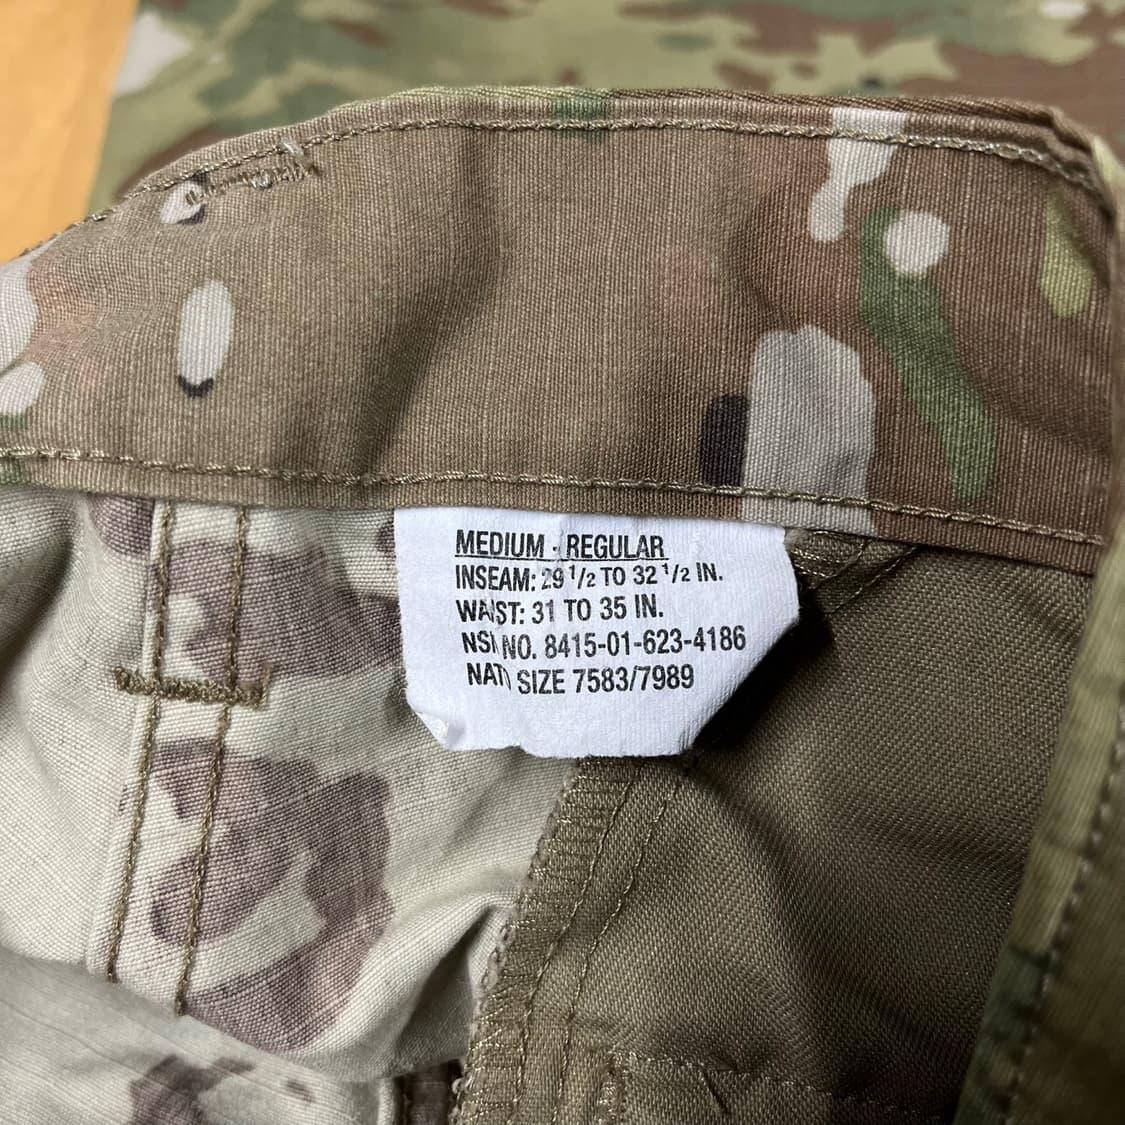 MEDIUM - REGULAR
INSEAM: 29 1/2 TO 32 1/2 IN.
WAIST: 31 TO 35 IN.
NSN NO. 8415-01-623-4186
NATO SIZE 7583/7989